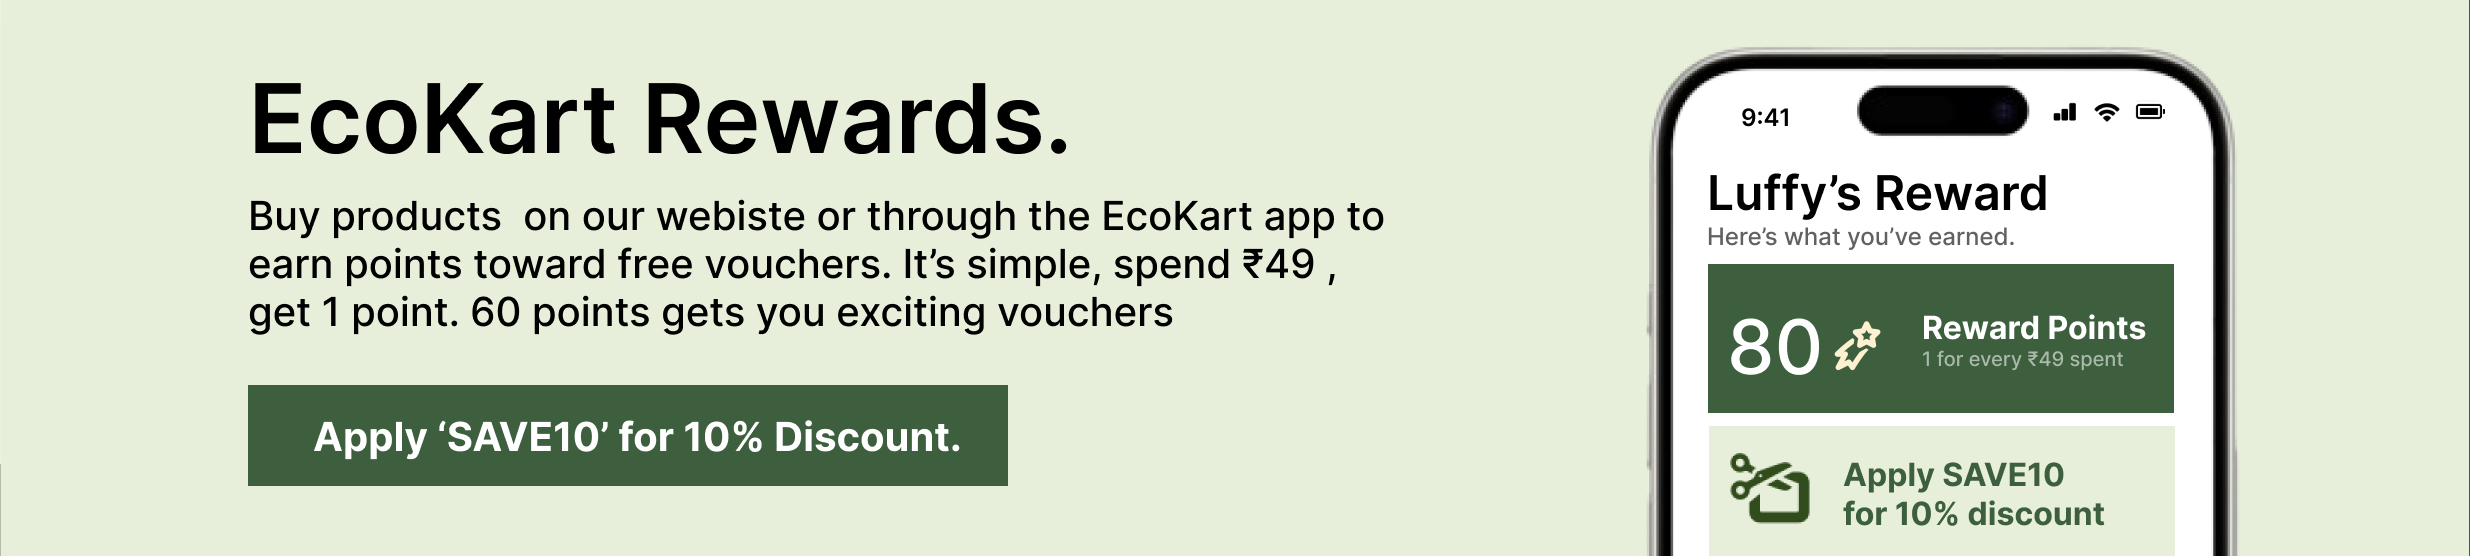 EcoKart Rewards.
Buy products  on our webiste or through the EcoKart app to
earn points toward free vouchers. It’s simple, spend ₹49 ,
get 1 point. 60 points gets you exciting vouchers
Apply ‘SAVE10’ for 10% Discount.
9:41
Luffy’s Reward
Here’s what you’ve earned.
80
Reward Points
1 for every ₹49 spent
Apply SAVE10
for 10% discount